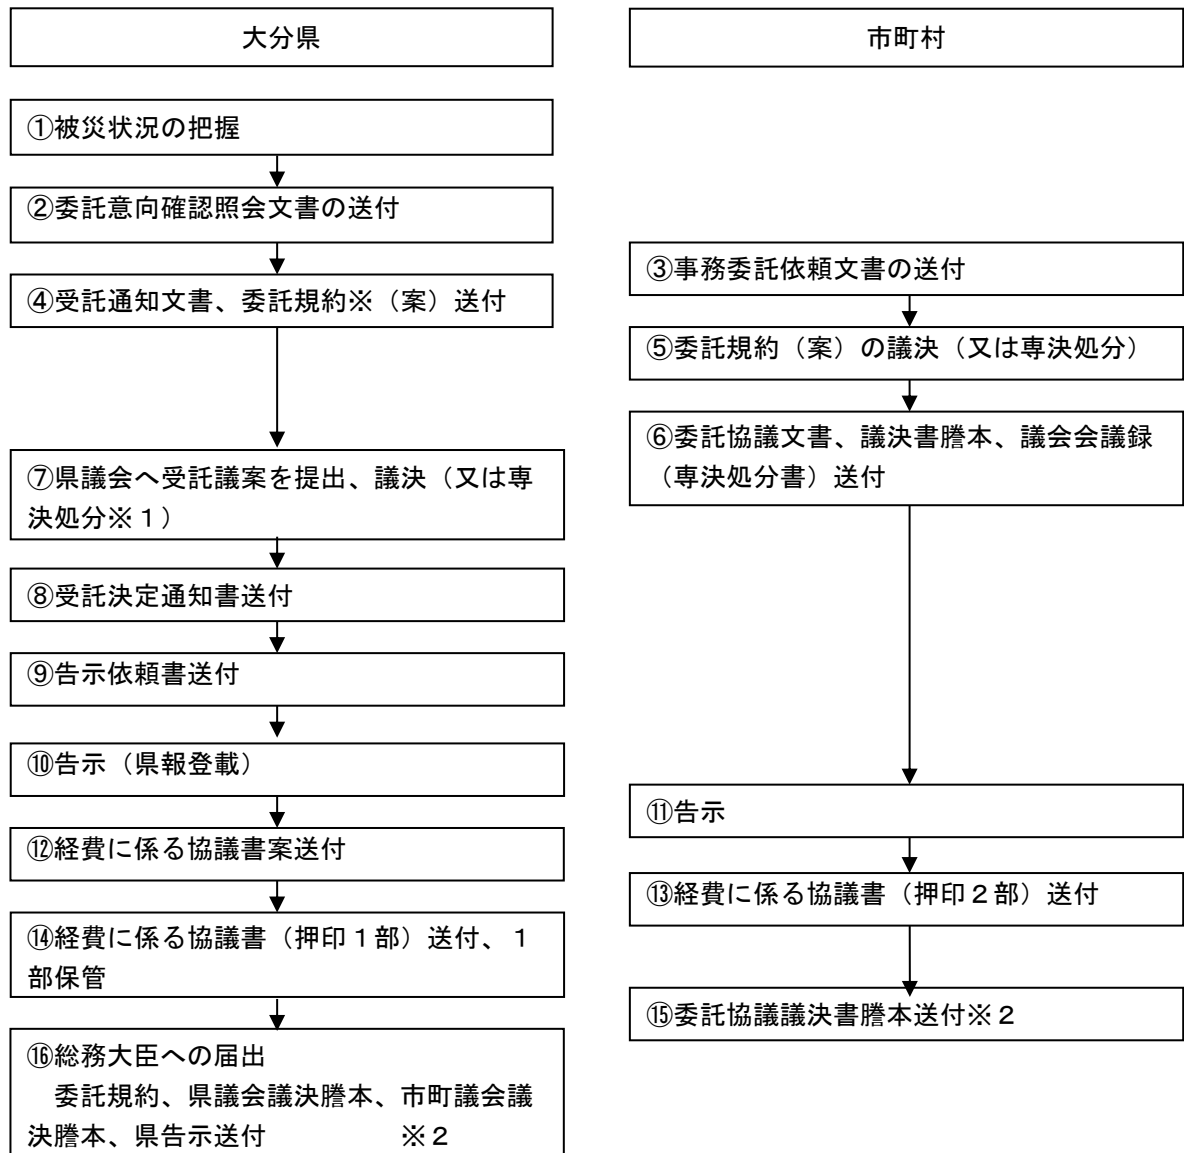 大分県
市町村
①被災状況の把握
②委託意向確認照会文書の送付
③事務委託依頼文書の送付
④受託通知文書、委託規約※（案）送付
⑤委託規約（案）の議決（又は専決処分）
⑥委託協議文書、議決書謄本、議会会議録
（専決処分書）送付
⑦県議会へ受託議案を提出、議決（又は専
決処分※１）
⑧受託決定通知書送付
⑨告示依頼書送付
⑩告示（県報登載）
⑪告示
⑫経費に係る協議書案送付
⑬経費に係る協議書（押印２部）送付
⑭経費に係る協議書（押印１部）送付、１
部保管
⑮委託協議議決書謄本送付※２
⑯総務大臣への届出
委託規約、県議会議決謄本、市町議会議
決謄本、県告示送付　　　　　※２